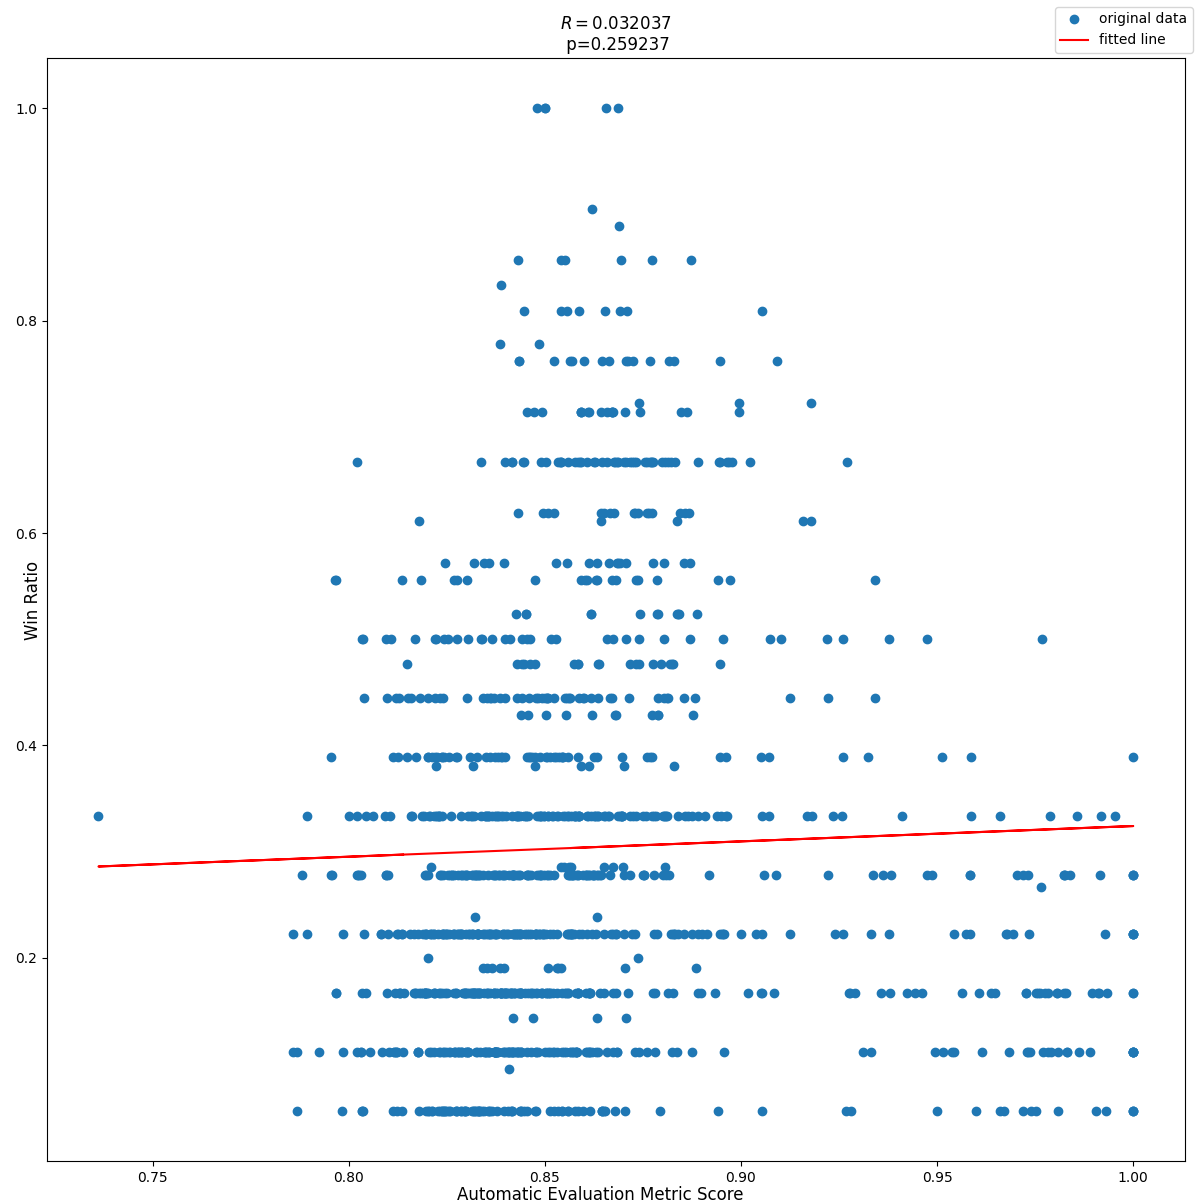 R = 0.032037
p=0.259237
original data
fitted line
1.0
0.8
0.6
0.4
0.2
Win Ratio
0.75
0.80
0.85
0.90
0.95
1.00
Automatic Evaluation Metric Score